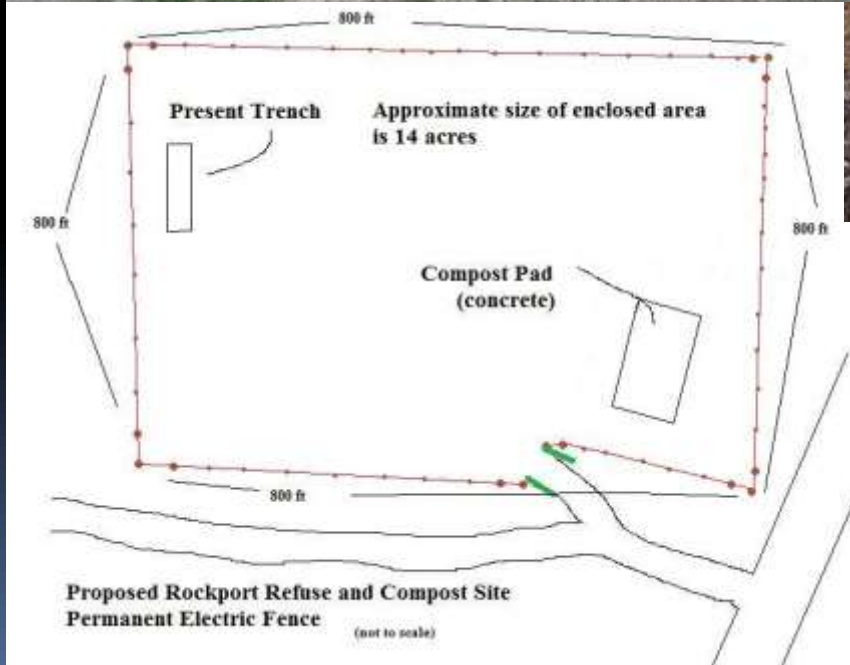 800 ft
Present Trench
Approximate size of enclosed area
is 14 acres
800 ft
800 ft
Compost Pad
(concrete)
800 ft
Proposed Rockport Refuse and Compost Site
Permanent Electric Fence
(not to scale)